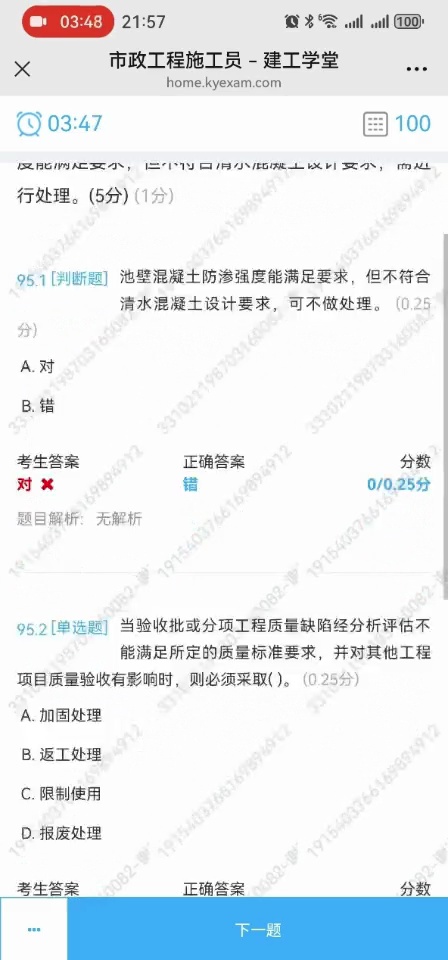 03:48 21:57 100
市政工程施工员 – 建工学堂
home.kyexam.com
03:47 100
度能满足要求，但不符合清水混凝土设计要求，需进
行处理。(5分) (1分)
95.1 [判断题] 池壁混凝土防渗强度能满足要求，但不符合
清水混凝土设计要求，可不做处理。 (0.25
分)
A. 对
B. 错
考生答案 正确答案 分数
对 错 0/0.25分
题目解析: 无解析
95.2 [单选题] 当验收批或分项工程质量缺陷经分析评估不
能满足所定的质量标准要求，并对其他工程
项目质量验收有影响时，则必须采取( )。 (0.25分)
A. 加固处理
B. 返工处理
C. 限制使用
D. 报废处理
考生答案 正确答案 分数
下一题